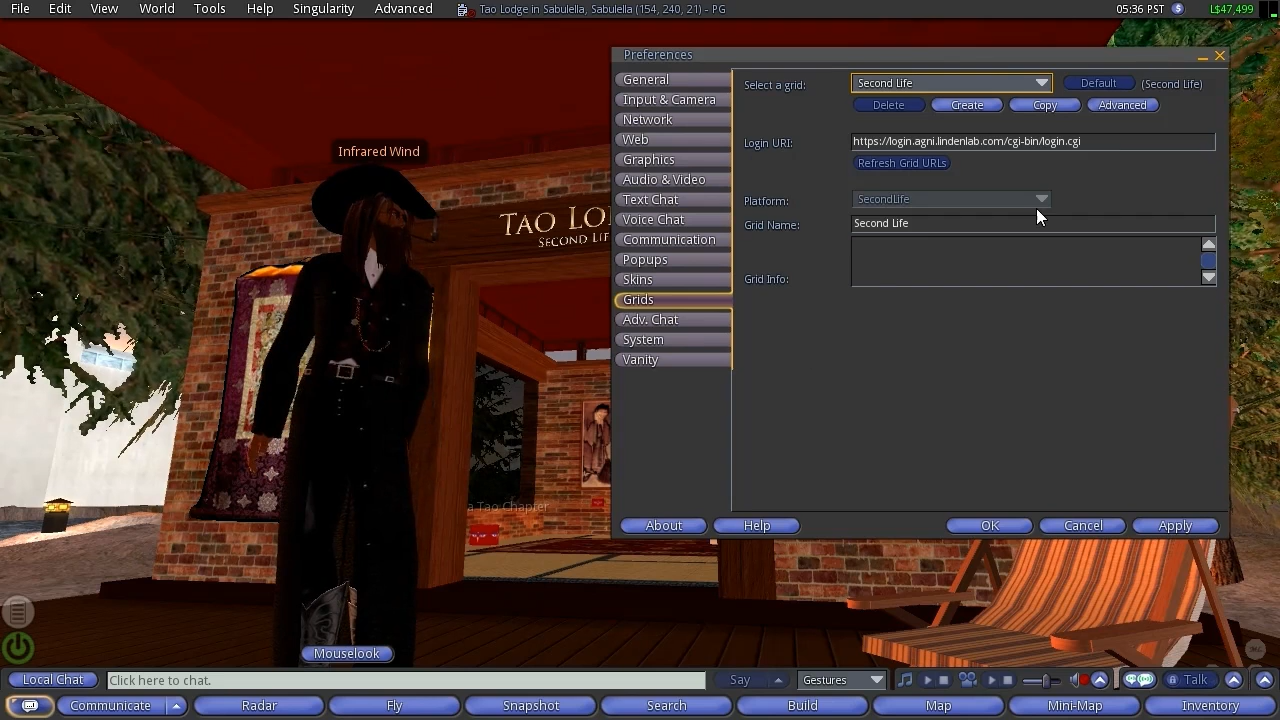 File Edit View World Tools Help Singularity Advanced Tao Lodge in Sabulella, Sabulella (154, 240, 21) - PG 05:36 PST $ L$47,499
Preferences
General
Input & Camera
Network
Web
Graphics
Audio & Video
Text Chat
Voice Chat
Communication
Popups
Skins
Grids
Adv. Chat
System
Vanity
Select a grid: Second Life Default (Second Life)
Delete Create Copy Advanced
Login URI: https://login.agni.lindenlab.com/cgi-bin/login.cgi
Refresh Grid URLs
Platform: SecondLife
Grid Name: Second Life
Grid Info:
About Help OK Cancel Apply
Infrared Wind
TAO LO
SECOND LIF
a Tao Chapter
Mouselook
Local Chat Click here to chat. Say Gestures Talk
Communicate Radar Fly Snapshot Search Build Map Mini-Map Inventory